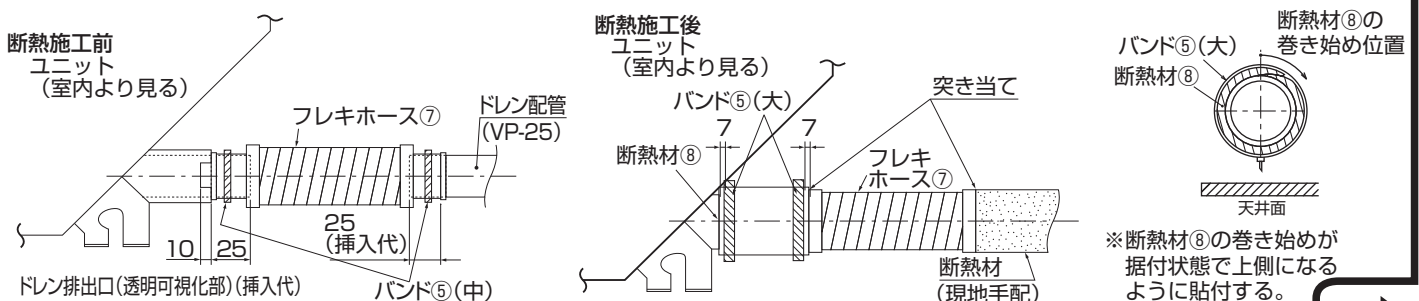 断熱施工前
ユニット
(室内より見る)
フレキホース⑦
ドレン配管
(VP-25)
25
(挿入代)
10
25
ドレン排出口(透明可視化部)(挿入代)
バンド⑤(中)
断熱施工後
ユニット
(室内より見る)
バンド⑤(大)
突き当て
7
7
断熱材⑧
フレキ
ホース⑦
断熱材
(現地手配)
断熱材⑧の
巻き始め位置
バンド⑤(大)
断熱材⑧
天井面
※断熱材⑧の巻き始めが
据付状態で上側になる
ように貼付する。